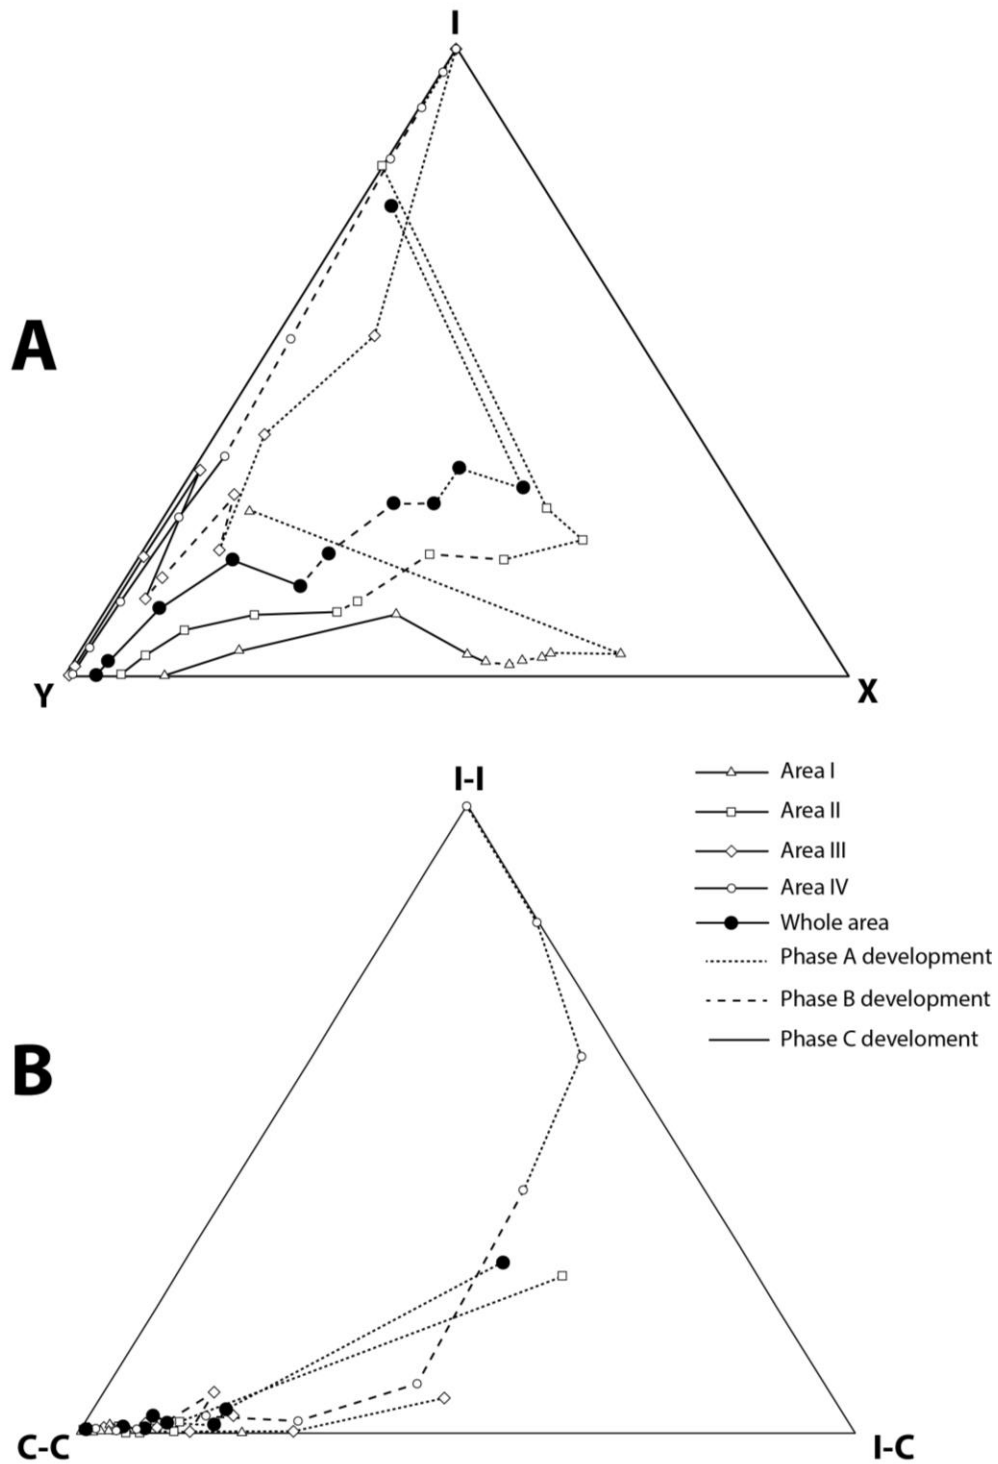 I
A
Y
X
I-I
Area I
Area II
Area III
Area IV
Whole area
Phase A development
Phase B development
Phase C develoment
B
C-C
I-C